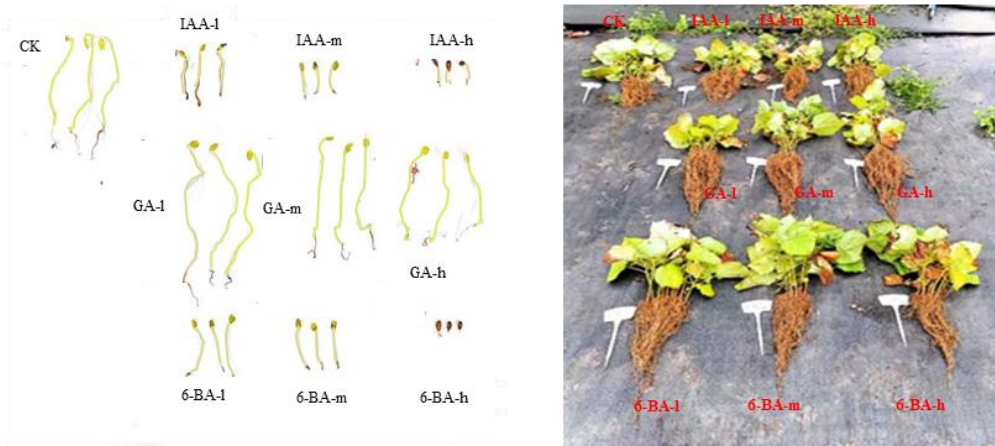 CK
IAA-l
IAA-m
IAA-h
GA-l
GA-m
GA-h
6-BA-l
6-BA-m
6-BA-h
CK
IAA-l
IAA-m
IAA-h
GA-l
GA-m
GA-h
6-BA-l
6-BA-m
6-BA-h